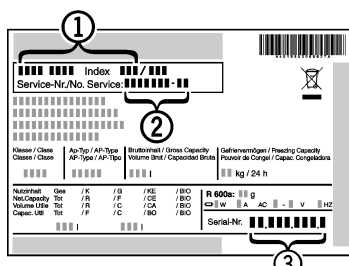 1
Index /
Service-Nr./No. Service: -
2
Klasse / Class
Classe / Clase
Ap-Typ / AP-Type
AP-Type / AP-Tipo
Bruttoinhalt / Gross Capacity
Volume Brut / Capacidad Bruta
Gefriervermögen / Freezing Capacity
Pouvoir de Congel / Cap. Congeladora
l
kg / 24 h
Nutzinhalt Ges / K / G / KE / BIO
Net.Capacity Tot / R / F / CE / BIO
Volume Utile Tot / R / C / CA / BIO
Capac. Util Tot / F / C / BO / BIO
l l
R 600a: g
W A AC - V HZ
Serial-Nr.
3